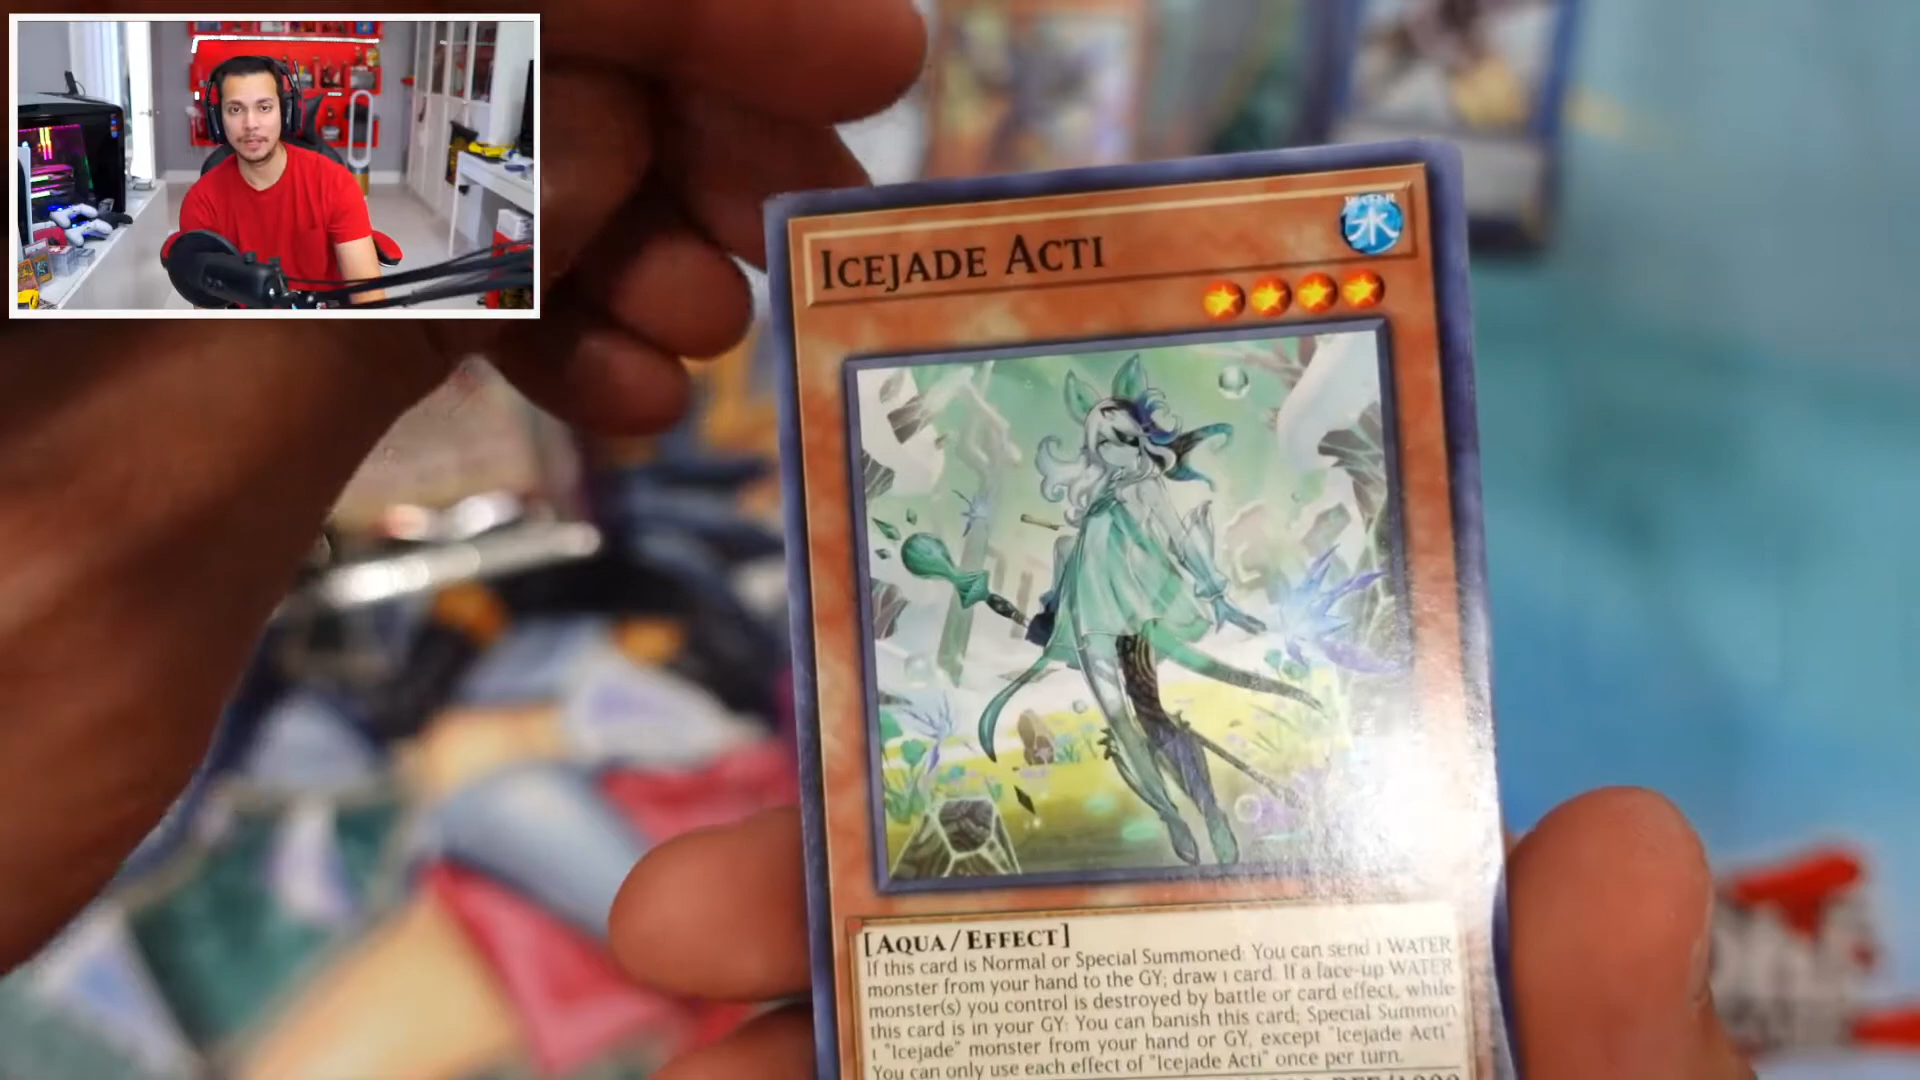 ICEJADE ACTI
WATER
水
[AQUA/EFFECT]
If this card is Normal or Special Summoned: You can send 1 WATER
monster from your hand to the GY; draw 1 card. If a face-up WATER
monster(s) you control is destroyed by battle or card effect, while
this card is in your GY: You can banish this card; Special Summon
1 "Icejade" monster from your hand or GY, except "Icejade Acti"
You can only use each effect of "Icejade Acti" once per turn.